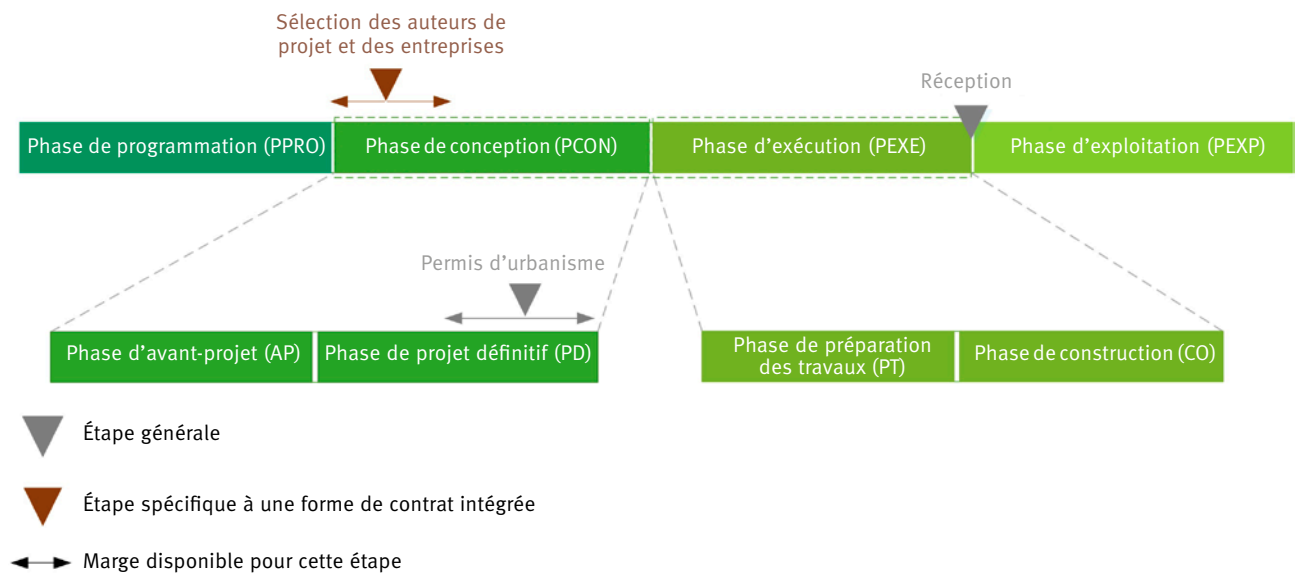 Sélection des auteurs de
projet et des entreprises
Réception
Phase de programmation (PPRO)
Phase de conception (PCON)
Phase d’exécution (PEXE)
Phase d’exploitation (PEXP)
Permis d’urbanisme
Phase d’avant-projet (AP)
Phase de projet définitif (PD)
Phase de préparation
des travaux (PT)
Phase de construction (CO)
Étape générale
Étape spécifique à une forme de contrat intégrée
Marge disponible pour cette étape